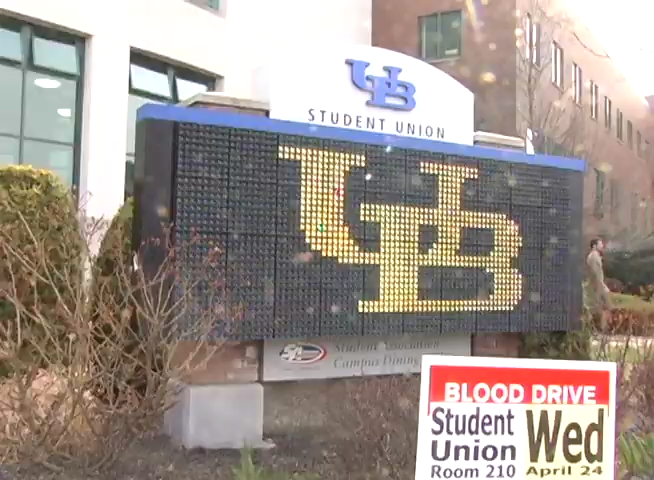 UB
STUDENT UNION
UB
Student Association
Campus Dining
BLOOD DRIVE
Student
Union
Room 210
Wed
April 24